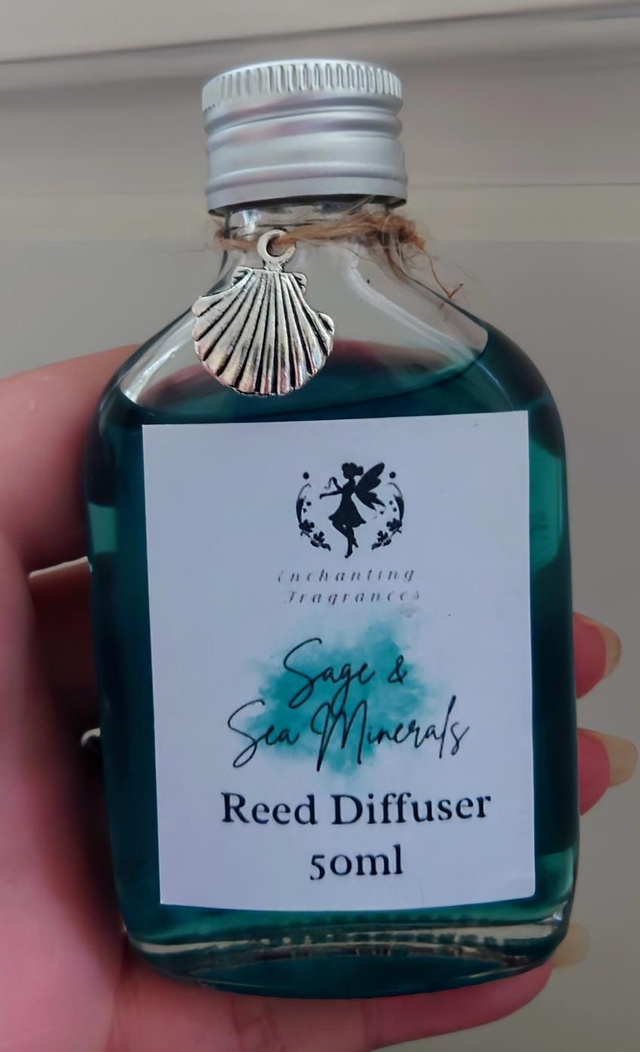 Enchanting
Fragrances
Sage &
Sea Minerals
Reed Diffuser
50ml